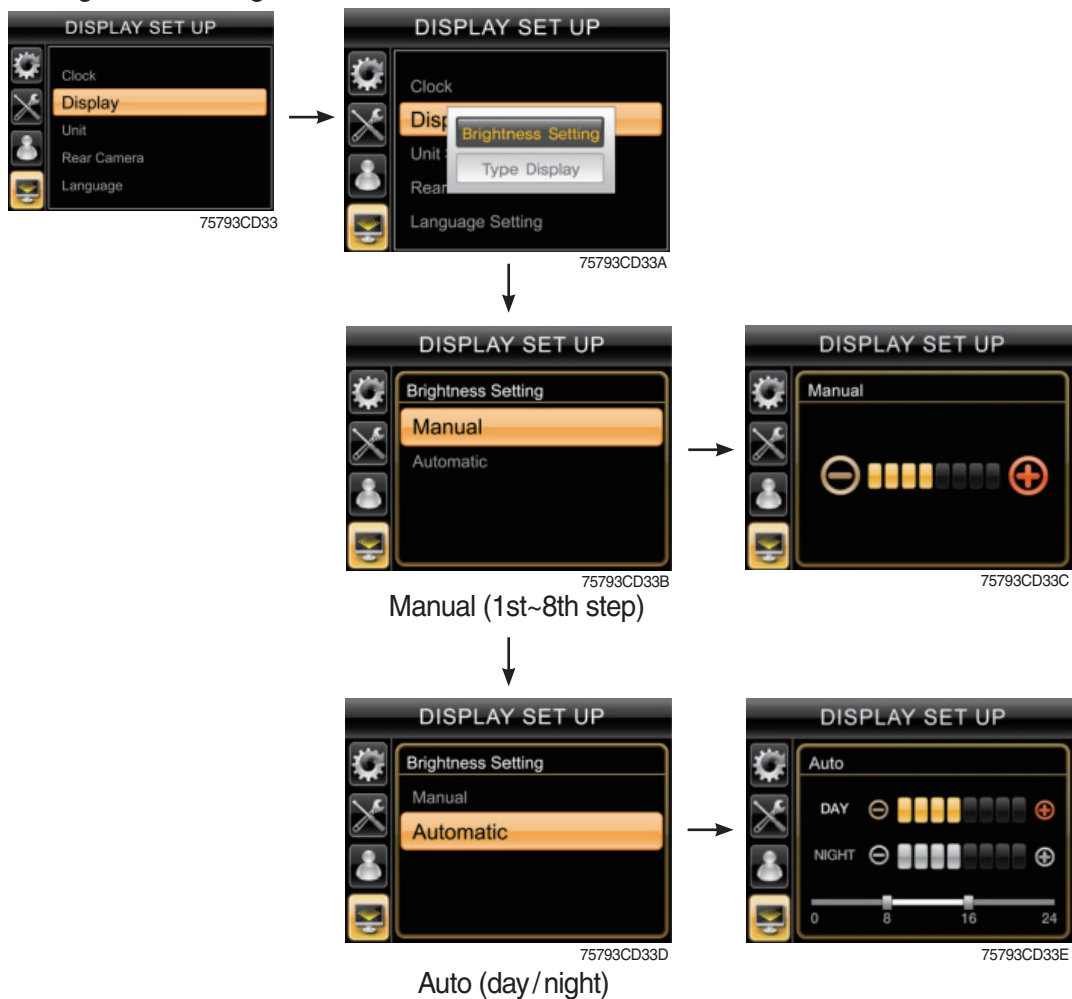 DISPLAY SET UP
Clock
Display
Unit
Rear Camera
Language
75793CD33
DISPLAY SET UP
Clock
Disp
Brightness Setting
Unit
Type Display
Rear
Language Setting
75793CD33A
DISPLAY SET UP
Brightness Setting
Manual
Automatic
75793CD33B
Manual (1st~8th step)
DISPLAY SET UP
Manual
75793CD33C
DISPLAY SET UP
Brightness Setting
Manual
Automatic
75793CD33D
Auto (day/night)
DISPLAY SET UP
Auto
DAY
NIGHT
0 8 16 24
75793CD33E